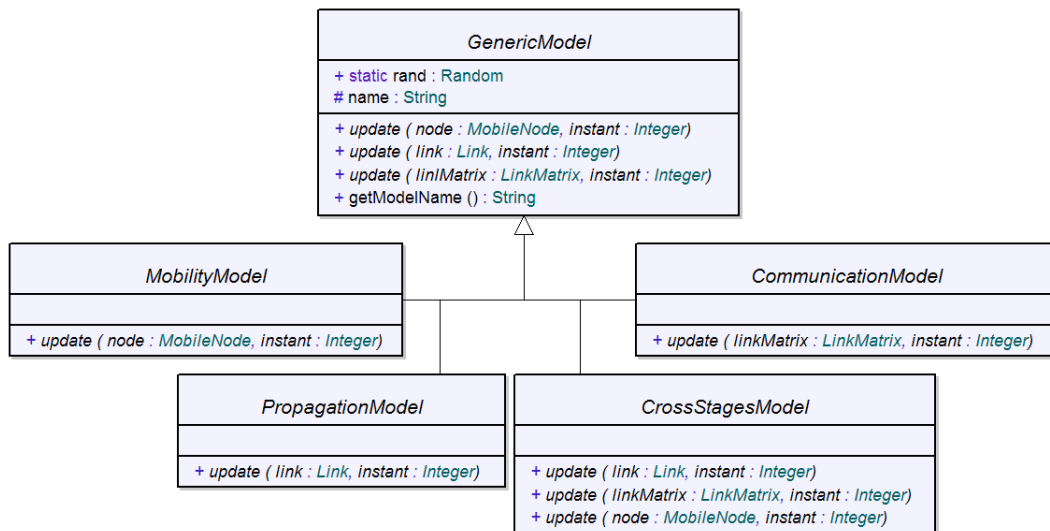 GenericModel
+ static rand : Random
# name : String
+ update ( node : MobileNode, instant : Integer)
+ update ( link : Link, instant : Integer)
+ update ( linlMatrix : LinkMatrix, instant : Integer)
+ getModelName () : String
MobilityModel
+ update ( node : MobileNode, instant : Integer)
CommunicationModel
+ update ( linkMatrix : LinkMatrix, instant : Integer)
PropagationModel
+ update ( link : Link, instant : Integer)
CrossStagesModel
+ update ( link : Link, instant : Integer)
+ update ( linkMatrix : LinkMatrix, instant : Integer)
+ update ( node : MobileNode, instant : Integer)